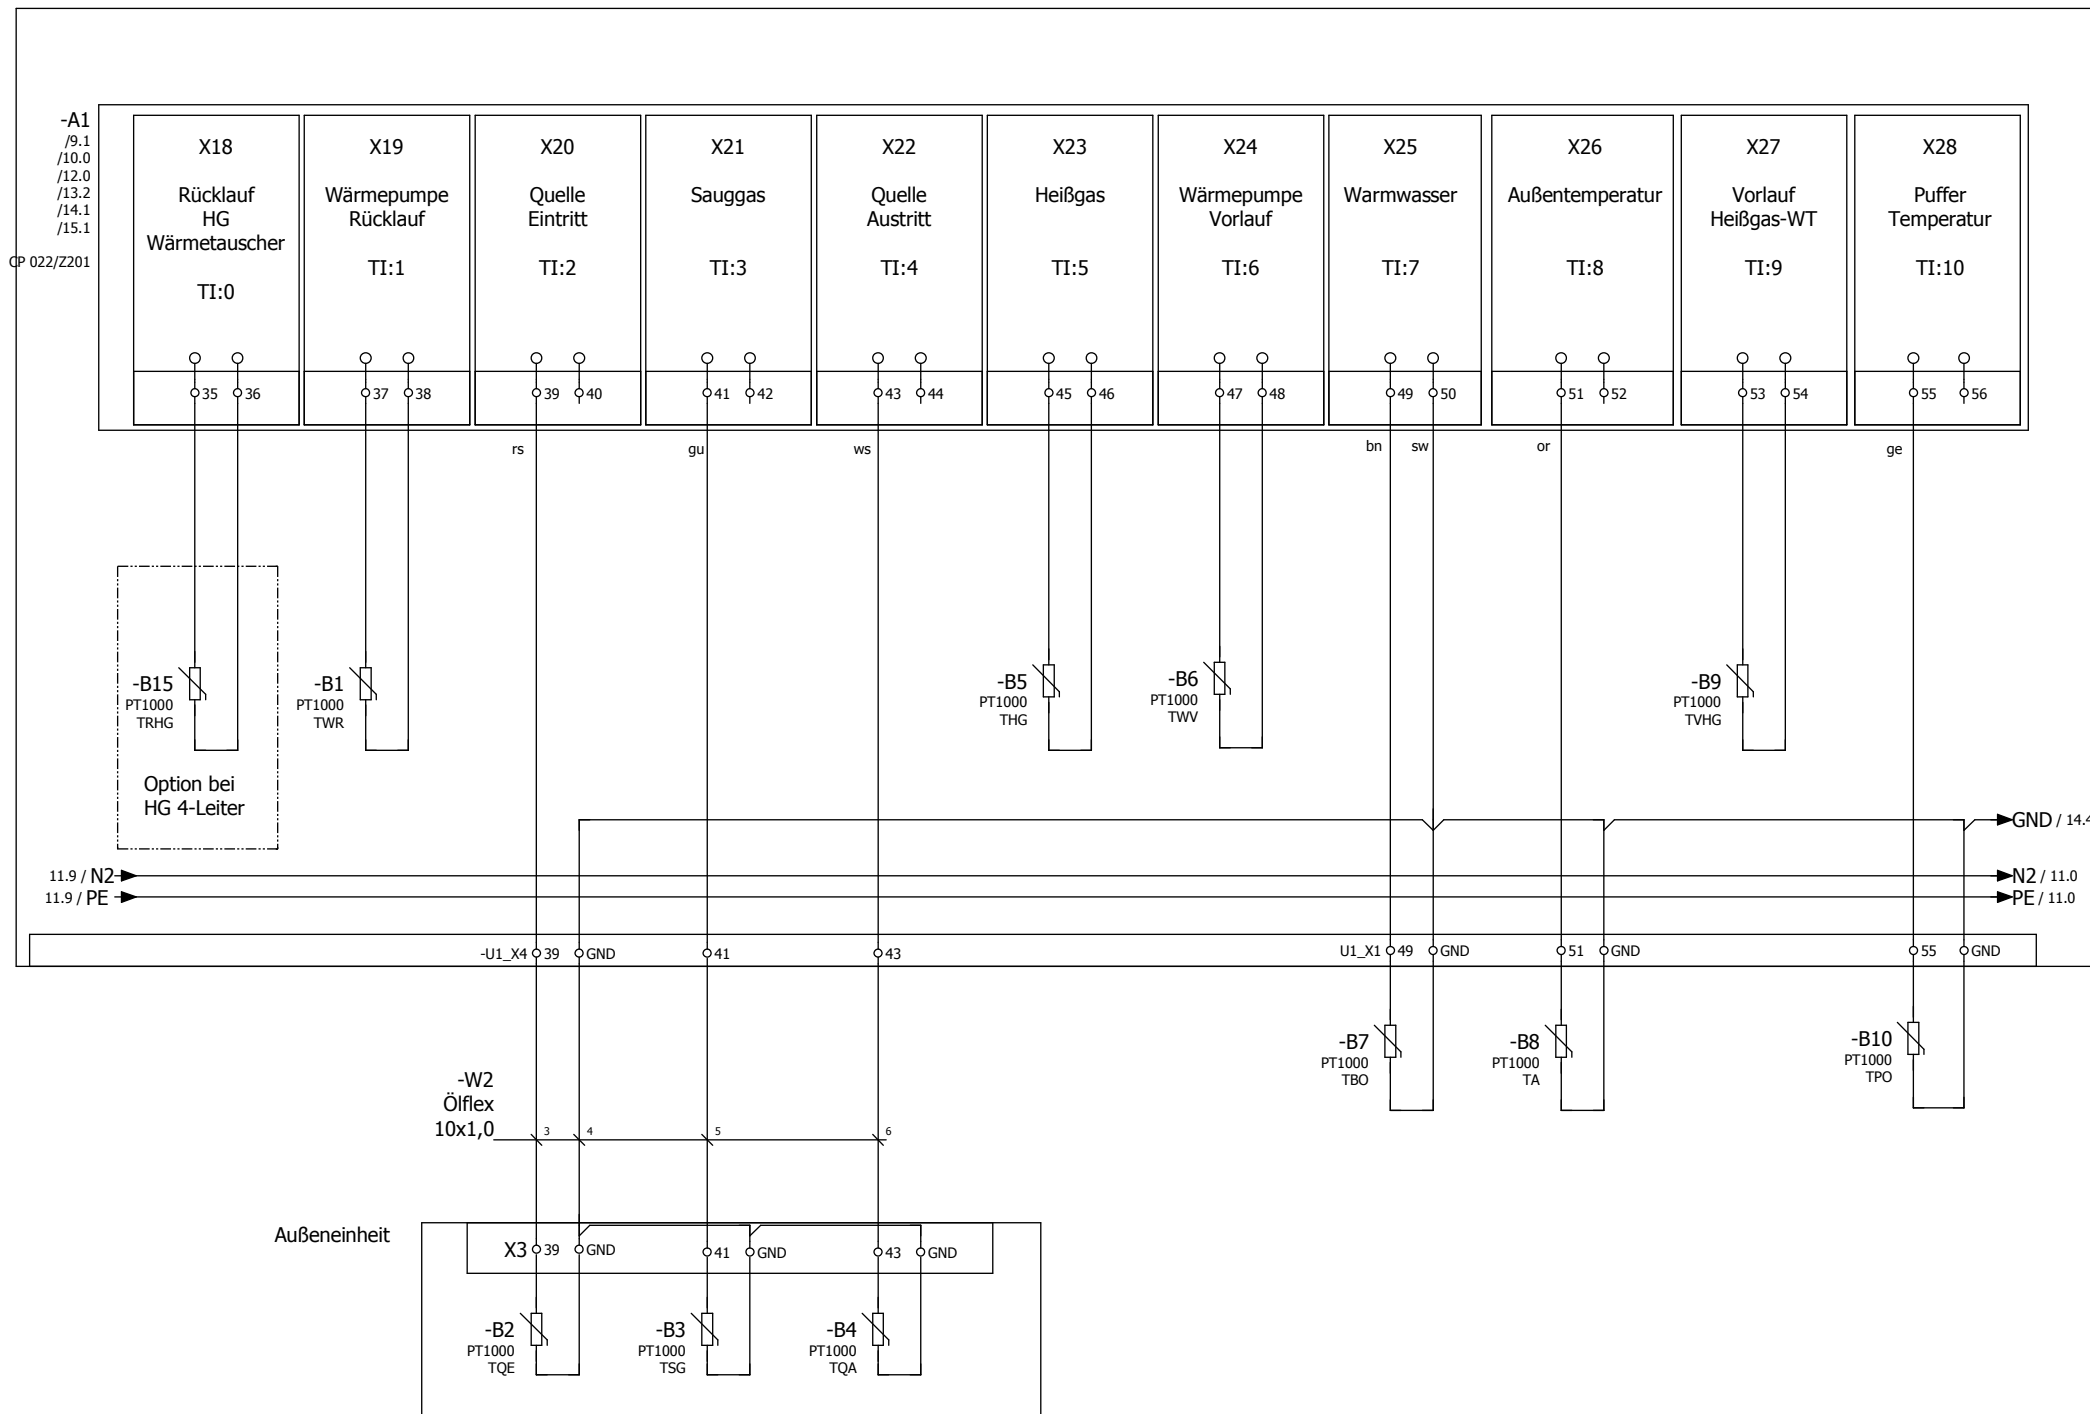 -A1
/9.1
/10.0
/12.0
/13.2
/14.1
/15.1
CP 022/Z201
X18
Rücklauf
HG
Wärmetauscher
TI:0
X19
Wärmepumpe
Rücklauf
TI:1
X20
Quelle
Eintritt
TI:2
X21
Sauggas
TI:3
X22
Quelle
Austritt
TI:4
X23
Heißgas
TI:5
X24
Wärmepumpe
Vorlauf
TI:6
X25
Warmwasser
TI:7
X26
Außentemperatur
TI:8
X27
Vorlauf
Heißgas-WT
TI:9
X28
Puffer
Temperatur
TI:10
35 36 37 38 39 40 41 42 43 44 45 46 47 48 49 50 51 52 53 54 55 56
rs gu ws bn sw or ge
-B15
PT1000
TRHG
Option bei
HG 4-Leiter
-B1
PT1000
TWR
-B5
PT1000
THG
-B6
PT1000
TWV
-B9
PT1000
TVHG
GND / 14.4
11.9 / N2 N2 / 11.0
11.9 / PE PE / 11.0
-U1_X4 39 GND 41 43 U1_X1 49 GND 51 GND 55 GND
-B7
PT1000
TBO
-B8
PT1000
TA
-B10
PT1000
TPO
-W2
Ölflex
10x1,0
3 4 5 6
Außeneinheit
X3 39 GND 41 GND 43 GND
-B2
PT1000
TQE
-B3
PT1000
TSG
-B4
PT1000
TQA